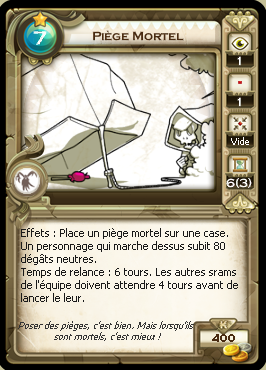 7
PIÈGE MORTEL
1
1
Vide
6(3)
Effets : Place un piège mortel sur une case.
Un personnage qui marche dessus subit 80
dégâts neutres.
Temps de relance : 6 tours. Les autres srams
de l'équipe doivent attendre 4 tours avant de
lancer le leur.
Poser des pièges, c'est bien. Mais lorsqu'ils
sont mortels, c'est mieux !
K
400